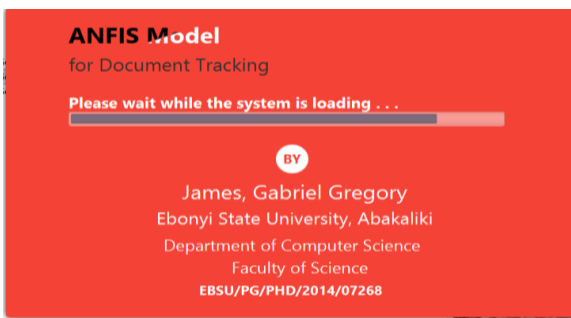 ANFIS Model
for Document Tracking
Please wait while the system is loading . . .
BY
James, Gabriel Gregory
Ebonyi State University, Abakaliki
Department of Computer Science
Faculty of Science
EBSU/PG/PHD/2014/07268